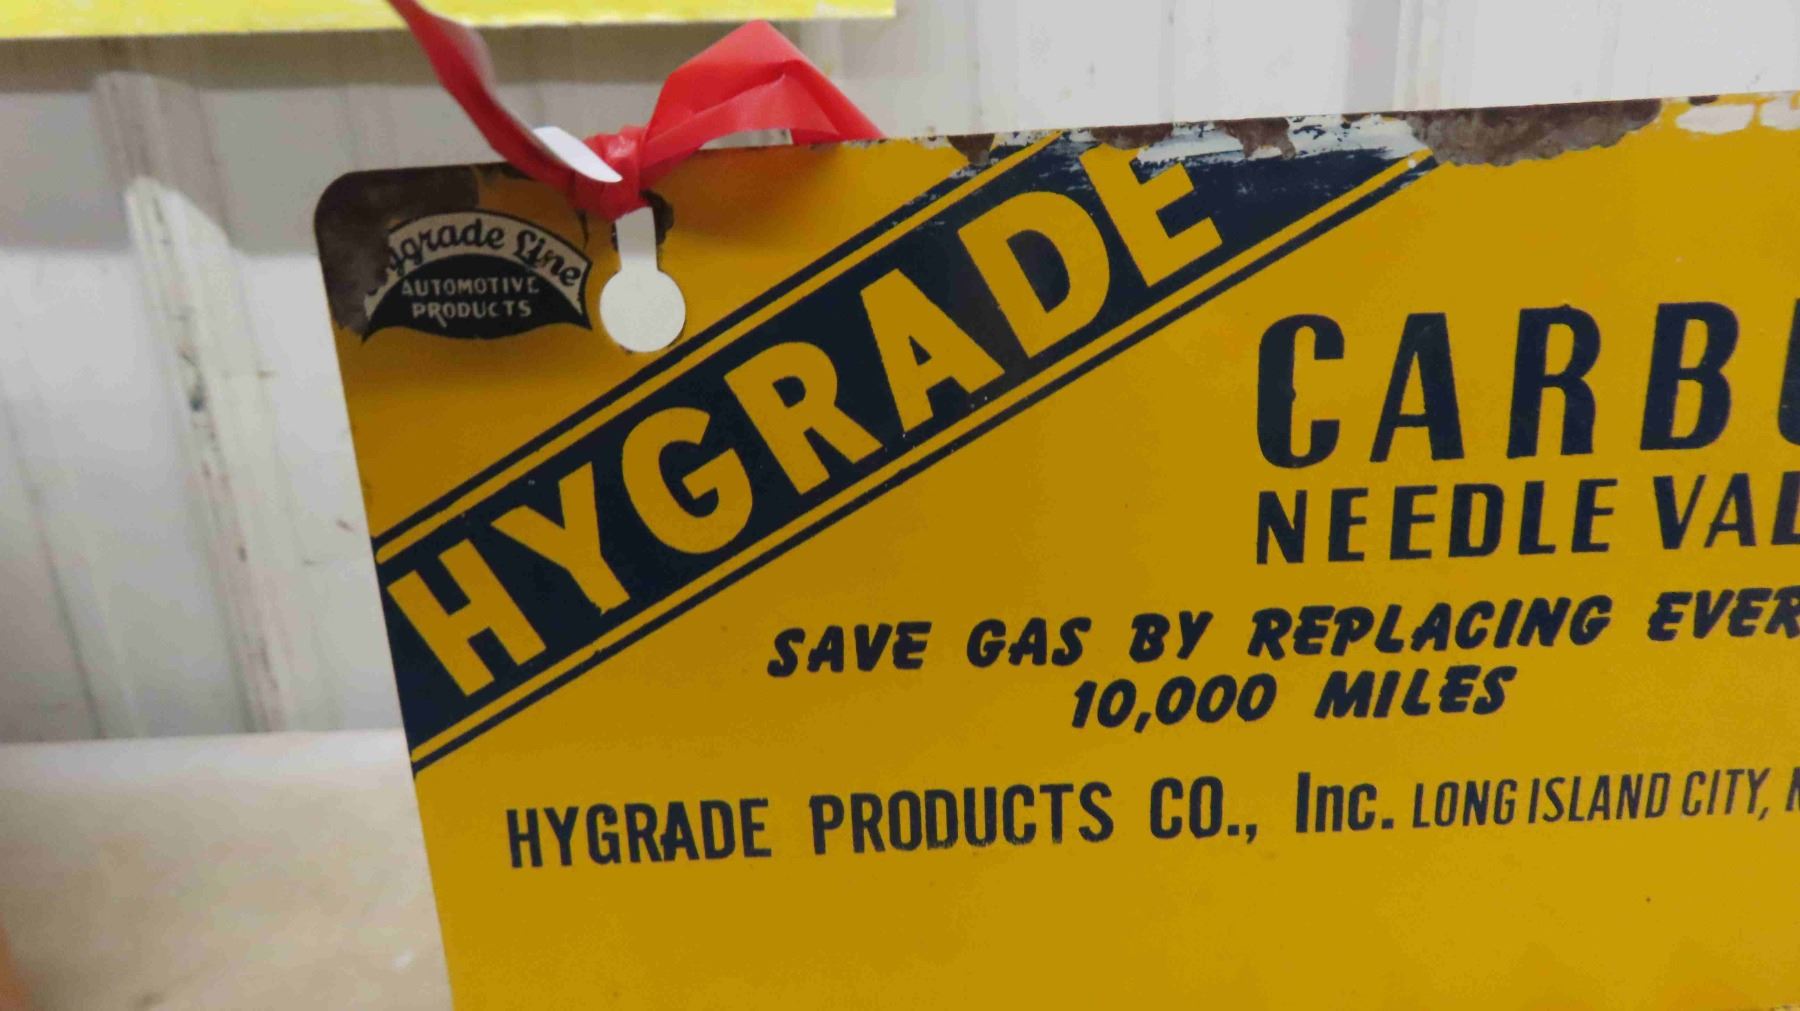 Hygrade Line
AUTOMOTIVE
PRODUCTS
HYGRADE
CARBU
NEEDLE VAL
SAVE GAS BY REPLACING EVER
10,000 MILES
HYGRADE PRODUCTS CO., Inc. LONG ISLAND CITY, N